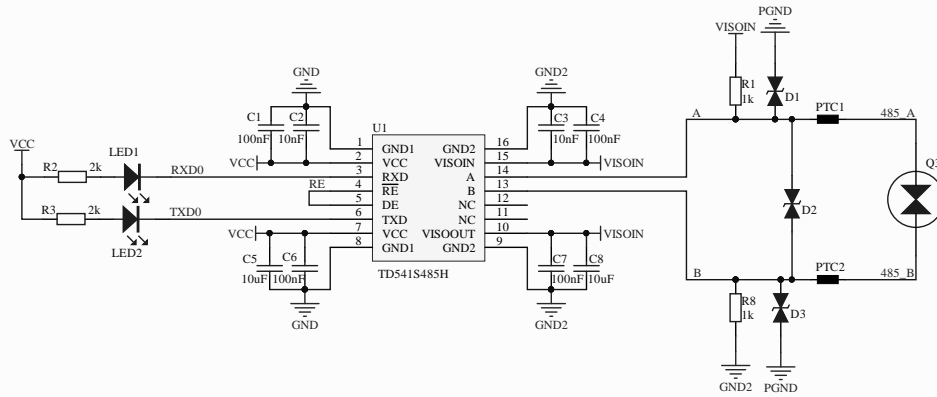 PGND
VISOIN
R1
1k
D1
PTC1
485_A
A
GND
GND2
C1
100nF
C2
10nF
C3
10nF
C4
100nF
U1
VCC
VISOIN
1 GND1 GND2 16
2 VCC VISOIN 15
3 RXD A 14
4 RE B 13
5 DE NC 12
6 TXD NC 11
7 VCC VISOOUT 10
8 GND1 GND2 9
TD541S485H
VCC
R2 2k LED1 RXD0
RE
R3 2k TXD0
LED2
VCC
VISOIN
C5
10uF
C6
100nF
C7
100nF
C8
10uF
GND
GND2
D2
Q3
B
PTC2
485_B
R8
1k
D3
GND2
PGND